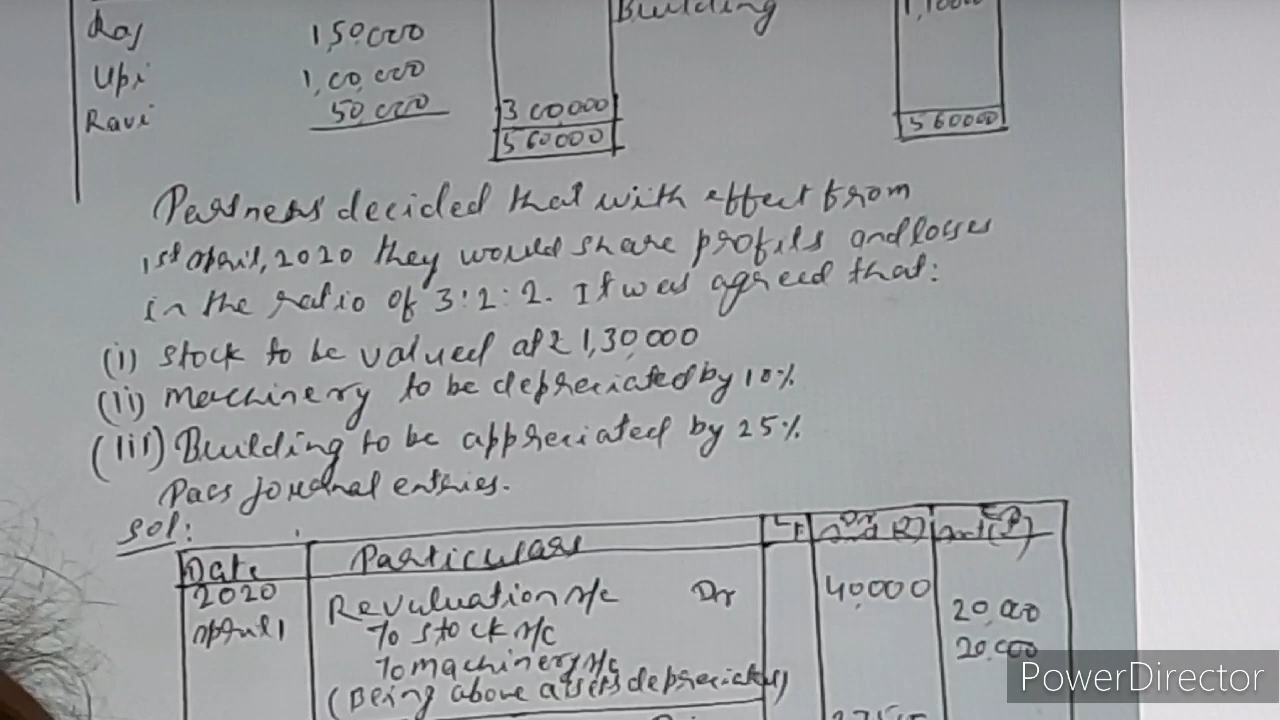 Raj 1,50,000 Building
Upi 1,00,000
Ravi 50,000 300000 560000
560000
Partners decided that with effect from
1st April, 2020 they would share profits and losses
in the ratio of 3:2:2. It was agreed that:
(i) Stock to be valued at ₹ 1,30,000
(ii) Machinery to be depreciated by 10%
(iii) Building to be appreciated by 25%
Pass journal entries.
Sol:
Date Particulars LF Dr (₹)
2020 Revaluation A/c Dr 40,000
April 1 To Stock A/c 20,000
To machinery A/c 20,000
(Being above assets depreciated)
PowerDirector